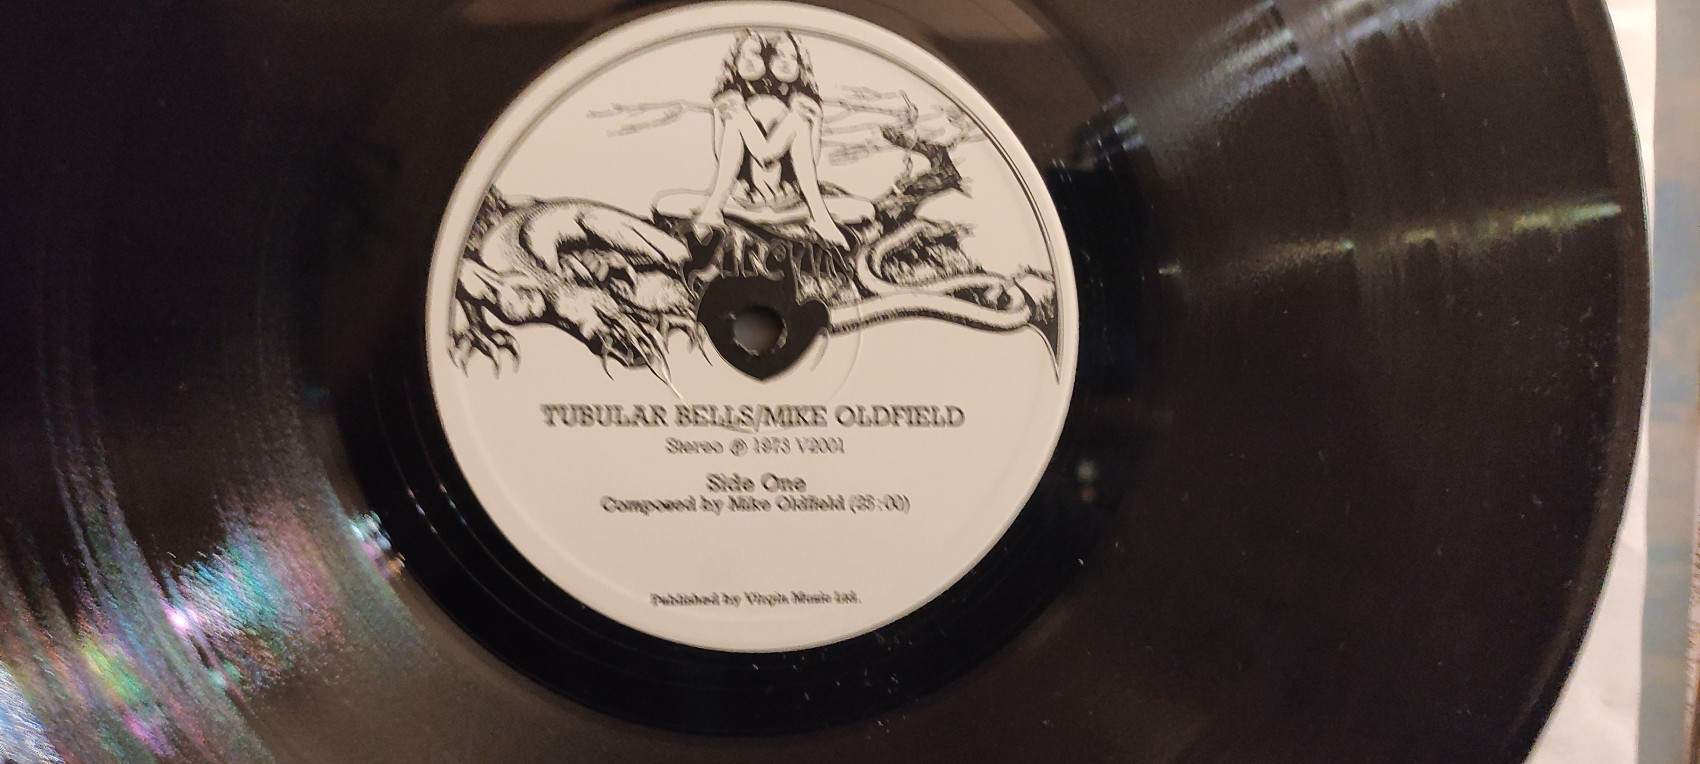 Virgin
TUBULAR BELLS/MIKE OLDFIELD
Stereo ℗ 1973 V2001
Side One
Composed by Mike Oldfield (25:00)
Published by Virgin Music Ltd.